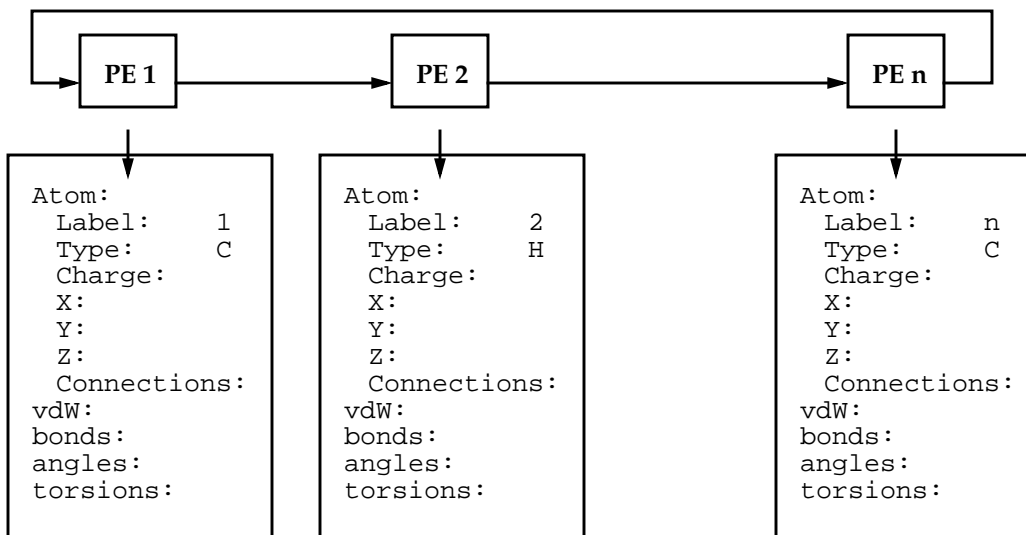 PE 1
PE 2
PE n
Atom:
Label: 1
Type: C
Charge:
X:
Y:
Z:
Connections:
vdW:
bonds:
angles:
torsions:
Atom:
Label: 2
Type: H
Charge:
X:
Y:
Z:
Connections:
vdW:
bonds:
angles:
torsions:
Atom:
Label: n
Type: C
Charge:
X:
Y:
Z:
Connections:
vdW:
bonds:
angles:
torsions: